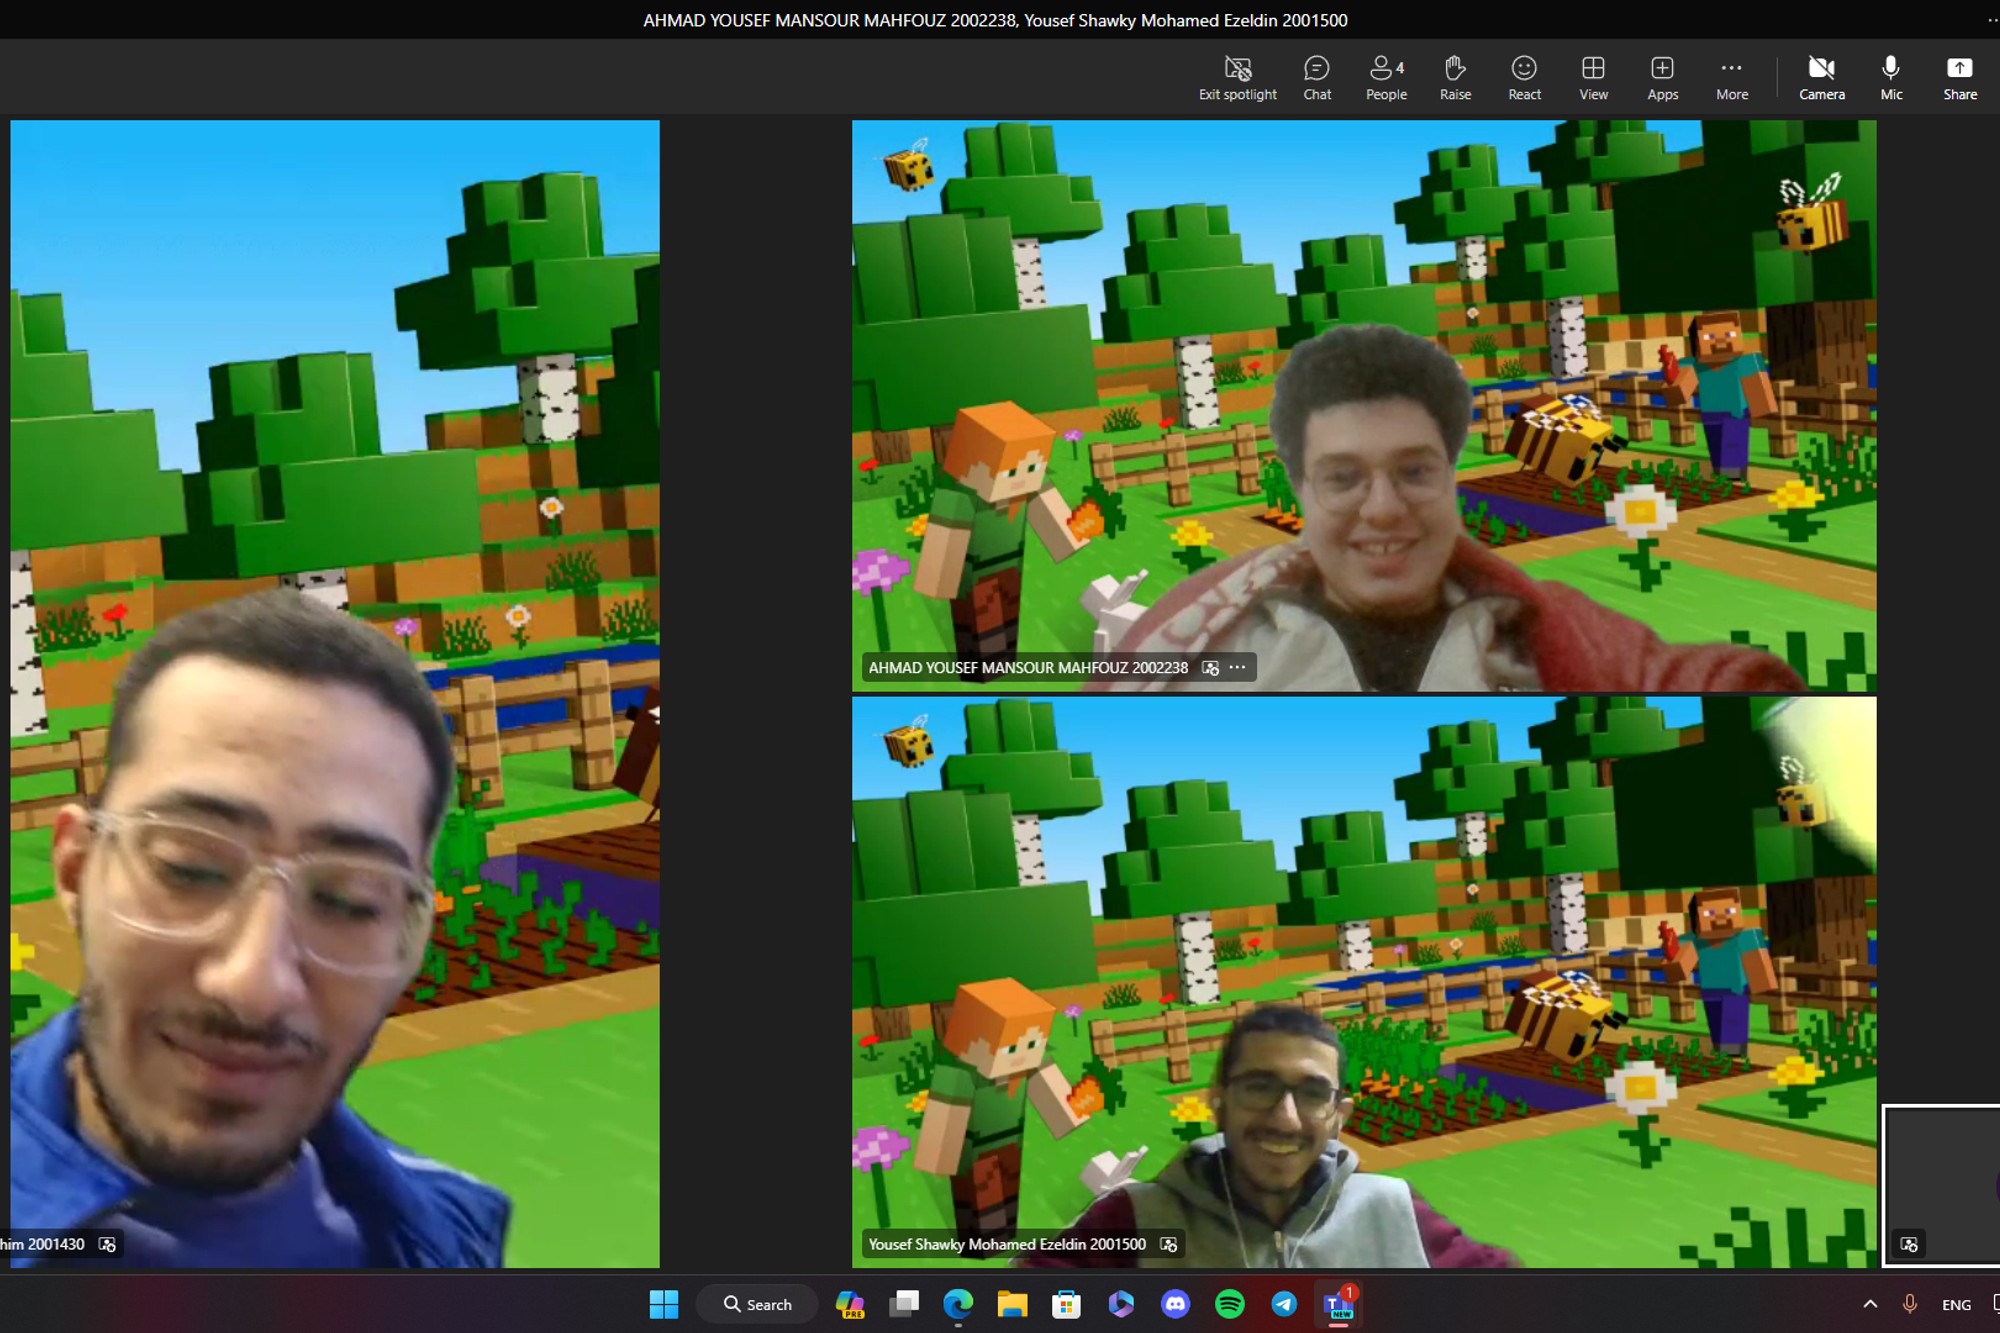 AHMAD YOUSEF MANSOUR MAHFOUZ 2002238, Yousef Shawky Mohamed Ezeldin 2001500
Exit spotlight
Chat
4
People
Raise
React
View
Apps
More
Camera
Mic
Share
AHMAD YOUSEF MANSOUR MAHFOUZ 2002238
him 2001430
Yousef Shawky Mohamed Ezeldin 2001500
Search
PRE
T
NEW
1
ENG